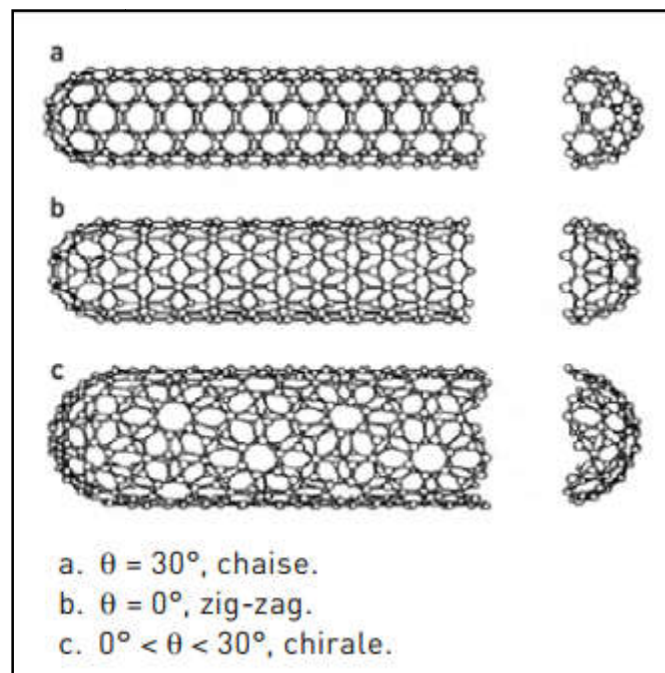 a
b
c
a. θ = 30°, chaise.
b. θ = 0°, zig-zag.
c. 0° < θ < 30°, chirale.